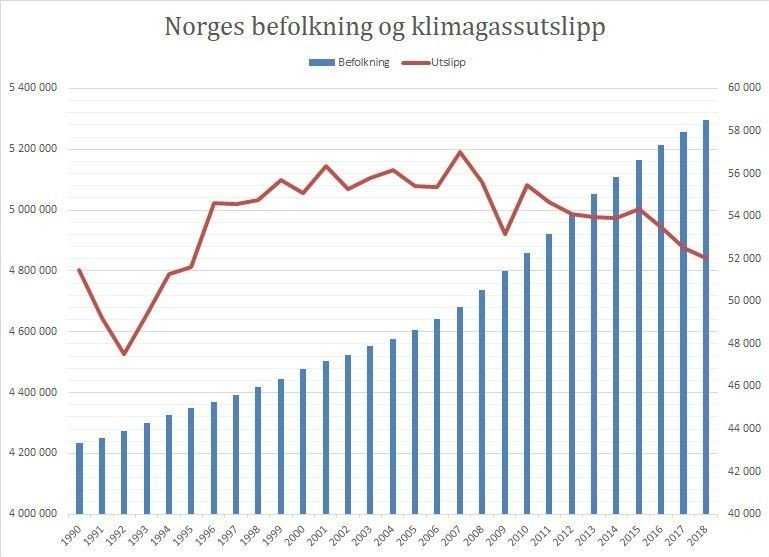 Norges befolkning og klimagassutslipp
Befolkning Utslipp
5 400 000
5 200 000
5 000 000
4 800 000
4 600 000
4 400 000
4 200 000
4 000 000
60 000
58 000
56 000
54 000
52 000
50 000
48 000
46 000
44 000
42 000
40 000
1990 1991 1992 1993 1994 1995 1996 1997 1998 1999 2000 2001 2002 2003 2004 2005 2006 2007 2008 2009 2010 2011 2012 2013 2014 2015 2016 2017 2018